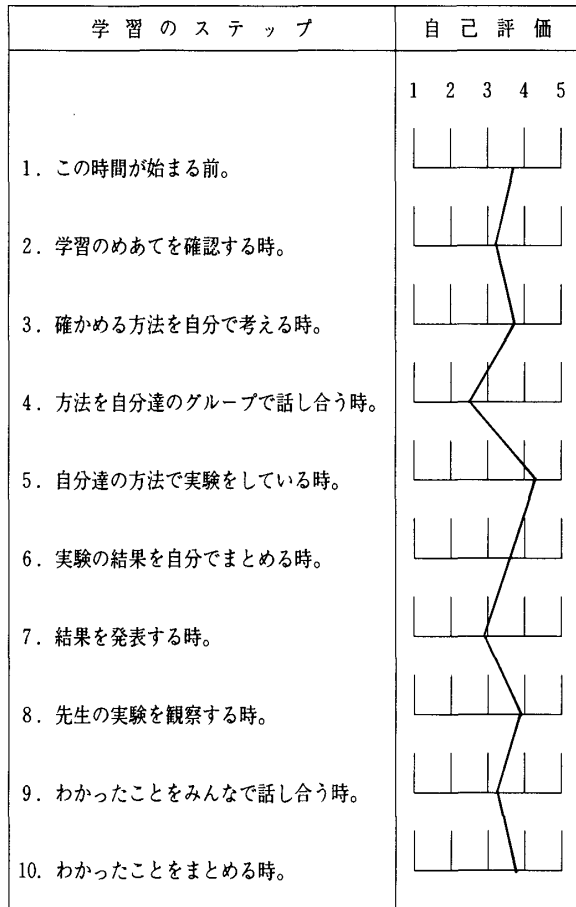 学習のステップ
自己評価
1 2 3 4 5
1. この時間が始まる前。
2. 学習のめあてを確認する時。
3. 確かめる方法を自分で考える時。
4. 方法を自分達のグループで話し合う時。
5. 自分達の方法で実験をしている時。
6. 実験の結果を自分でまとめる時。
7. 結果を発表する時。
8. 先生の実験を観察する時。
9. わかったことをみんなで話し合う時。
10. わかったことをまとめる時。